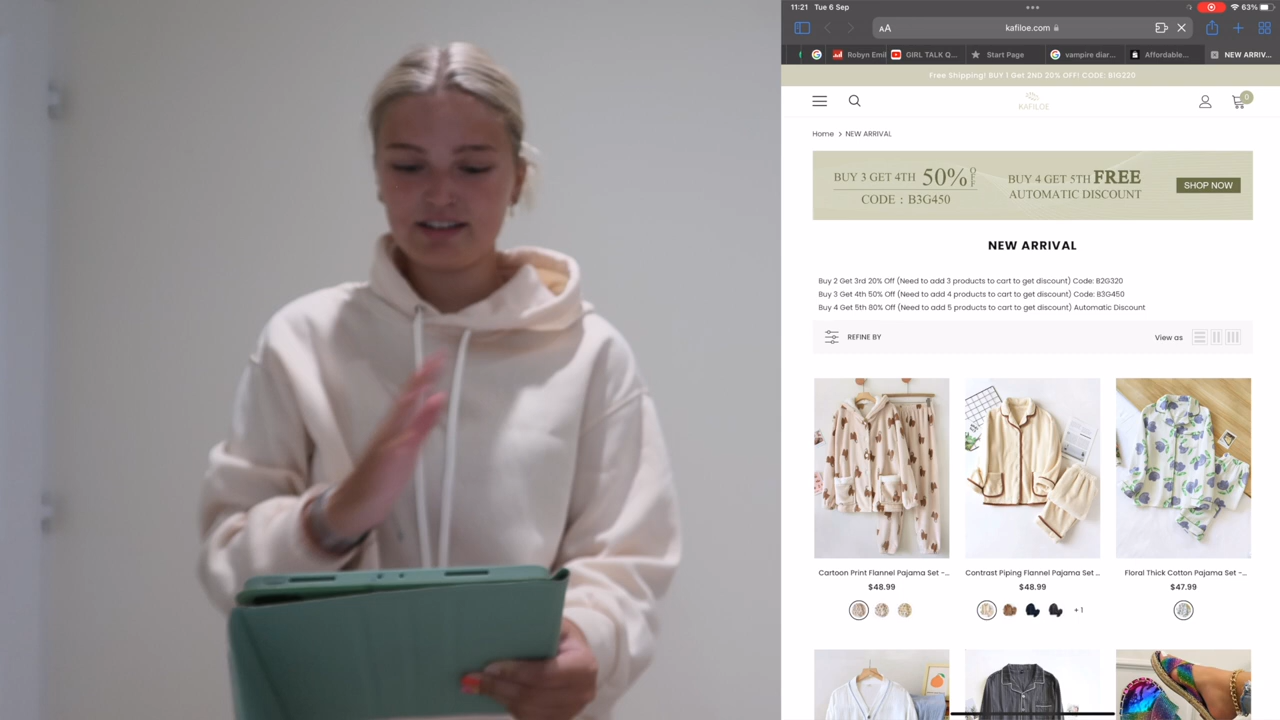 11:21 Tue 6 Sep
63%
AA
kafiloe.com
Robyn Emil
GIRL TALK Q...
Start Page
vampire diar...
Affordable...
NEW ARRIV...
Free Shipping! BUY 1 Get 2ND 20% OFF! CODE: B1G220
KAFILOE
0
Home > NEW ARRIVAL
BUY 3 GET 4TH 50% OFF
CODE : B3G450
BUY 4 GET 5TH FREE
AUTOMATIC DISCOUNT
SHOP NOW
NEW ARRIVAL
Buy 2 Get 3rd 20% Off (Need to add 3 products to cart to get discount) Code: B2G320
Buy 3 Get 4th 50% Off (Need to add 4 products to cart to get discount) Code: B3G450
Buy 4 Get 5th 80% Off (Need to add 5 products to cart to get discount) Automatic Discount
REFINE BY
View as
Cartoon Print Flannel Pajama Set -...
$48.99
Contrast Piping Flannel Pajama Set ...
$48.99
+ 1
Floral Thick Cotton Pajama Set -...
$47.99